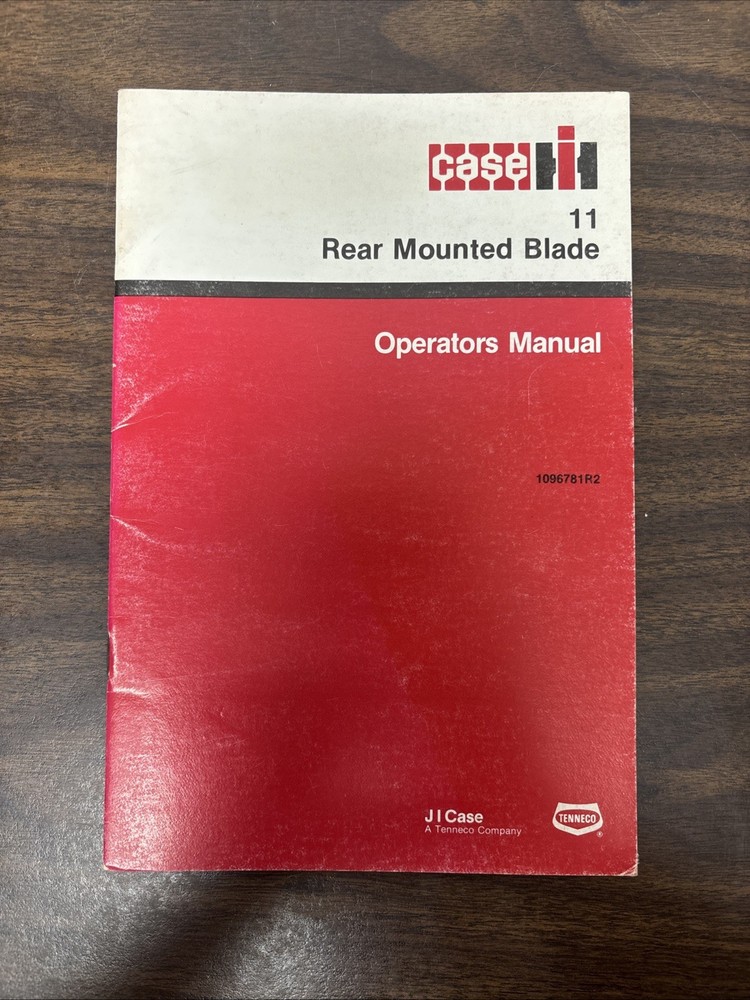 case IH
11
Rear Mounted Blade
Operators Manual
1096781R2
J I Case
A Tenneco Company
TENNECO
®